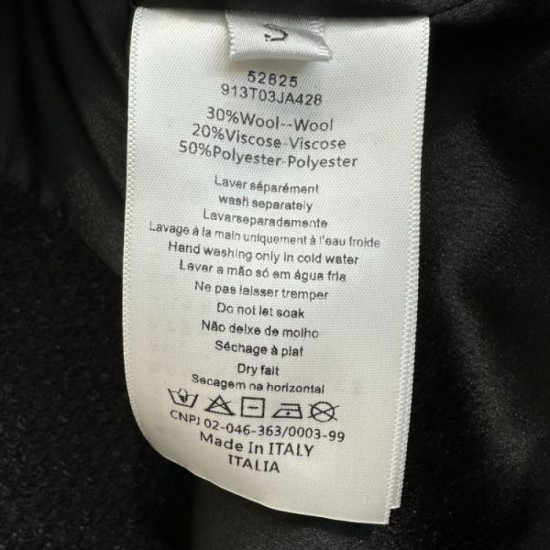 S
52825
913T03JA428
30%Wool--Wool
20%Viscose-Viscose
50%Polyester-Polyester
Laver séparément
wash separately
Lavarseparadamente
Lavage à la main uniquement à l'eau froide
Hand washing only in cold water
Laver a mão só em água fria
Ne pas laisser tremper
Do not let soak
Não deixe de molho
Séchage à plat
Dry fait
Secagem na horizontal
CNPJ 02-046-363/0003-99
Made In ITALY
ITALIA